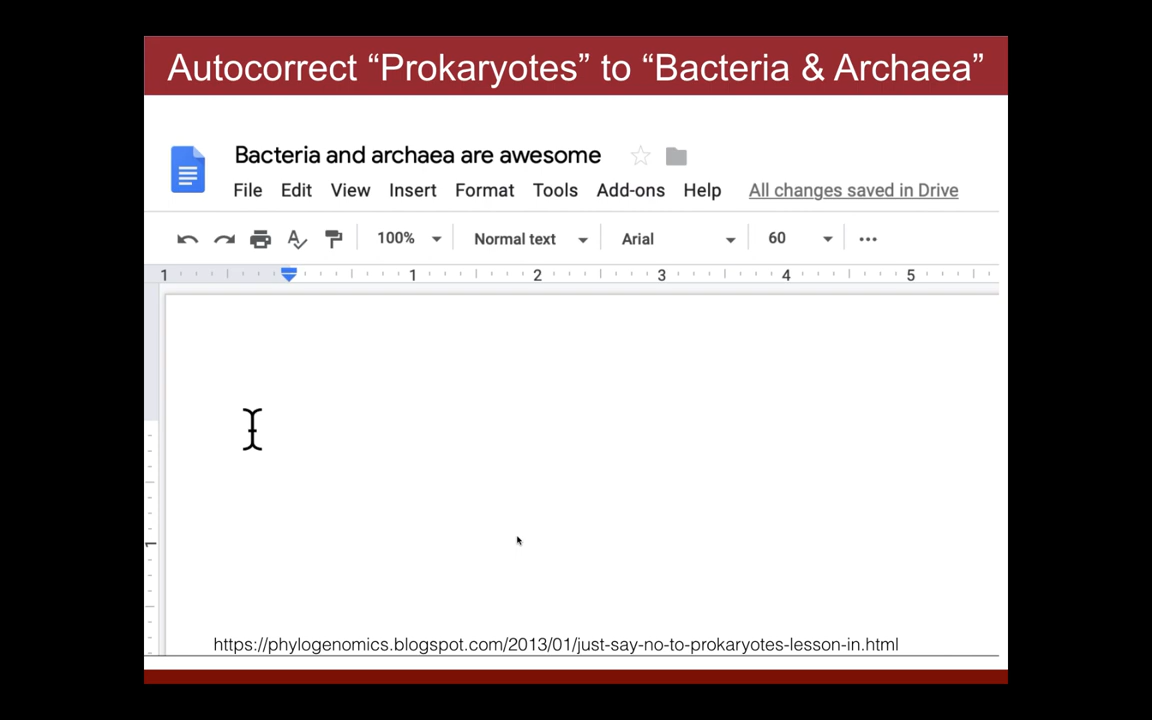 Autocorrect “Prokaryotes” to “Bacteria & Archaea”
Bacteria and archaea are awesome
File Edit View Insert Format Tools Add-ons Help All changes saved in Drive
100% Normal text Arial 60
1 1 2 3 4 5
1
https://phylogenomics.blogspot.com/2013/01/just-say-no-to-prokaryotes-lesson-in.html